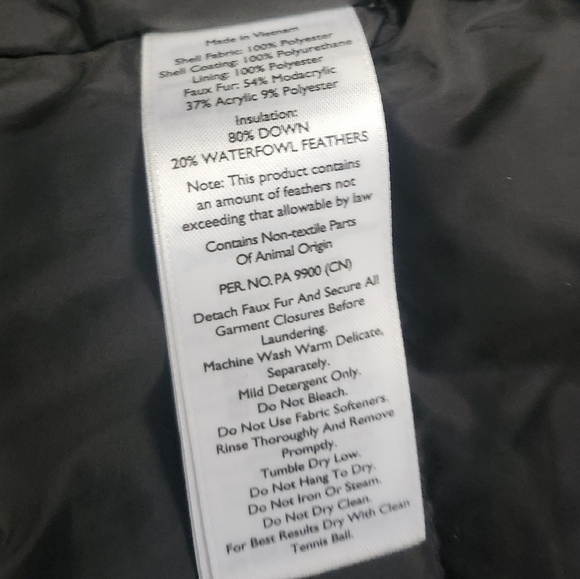 Made in Vietnam
Shell Fabric: 100% Polyester
Shell Coating: 100% Polyurethane
Lining: 100% Polyester
Faux Fur: 54% Modacrylic
37% Acrylic 9% Polyester
Insulation:
80% DOWN
20% WATERFOWL FEATHERS
Note: This product contains
an amount of feathers not
exceeding that allowable by law
Contains Non-textile Parts
Of Animal Origin
PER. NO. PA 9900 (CN)
Detach Faux Fur And Secure All
Garment Closures Before
Laundering.
Machine Wash Warm Delicate,
Separately.
Mild Detergent Only.
Do Not Bleach.
Do Not Use Fabric Softeners.
Rinse Thoroughly And Remove
Promptly.
Tumble Dry Low.
Do Not Hang To Dry.
Do Not Iron Or Steam.
Do Not Dry Clean.
For Best Results Dry With Clean
Tennis Ball.